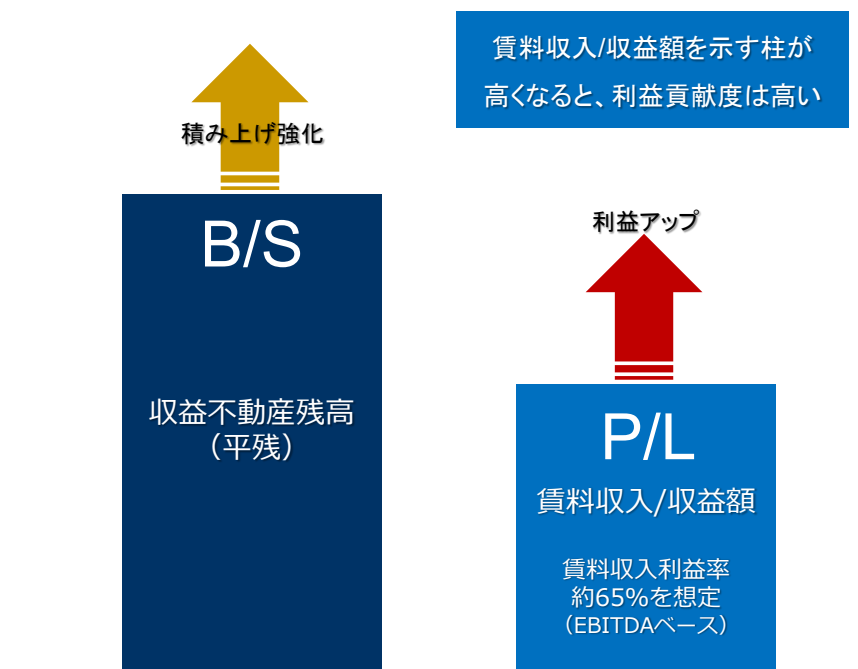 賃料収入/収益額を示す柱が
高くなると、利益貢献度は高い
積み上げ強化
B/S
収益不動産残高
（平残）
利益アップ
P/L
賃料収入/収益額
賃料収入利益率
約65%を想定
（EBITDAベース）